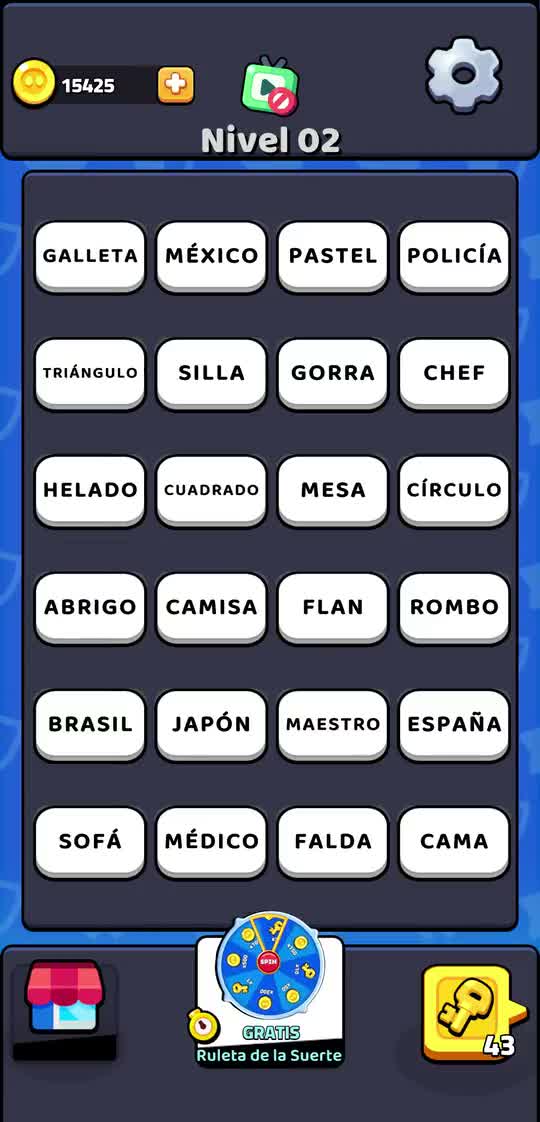 15425
Nivel 02
GALLETA MÉXICO PASTEL POLICÍA
TRIÁNGULO SILLA GORRA CHEF
HELADO CUADRADO MESA CÍRCULO
ABRIGO CAMISA FLAN ROMBO
BRASIL JAPÓN MAESTRO ESPAÑA
SOFÁ MÉDICO FALDA CAMA
SPIN
GRATIS
Ruleta de la Suerte
43